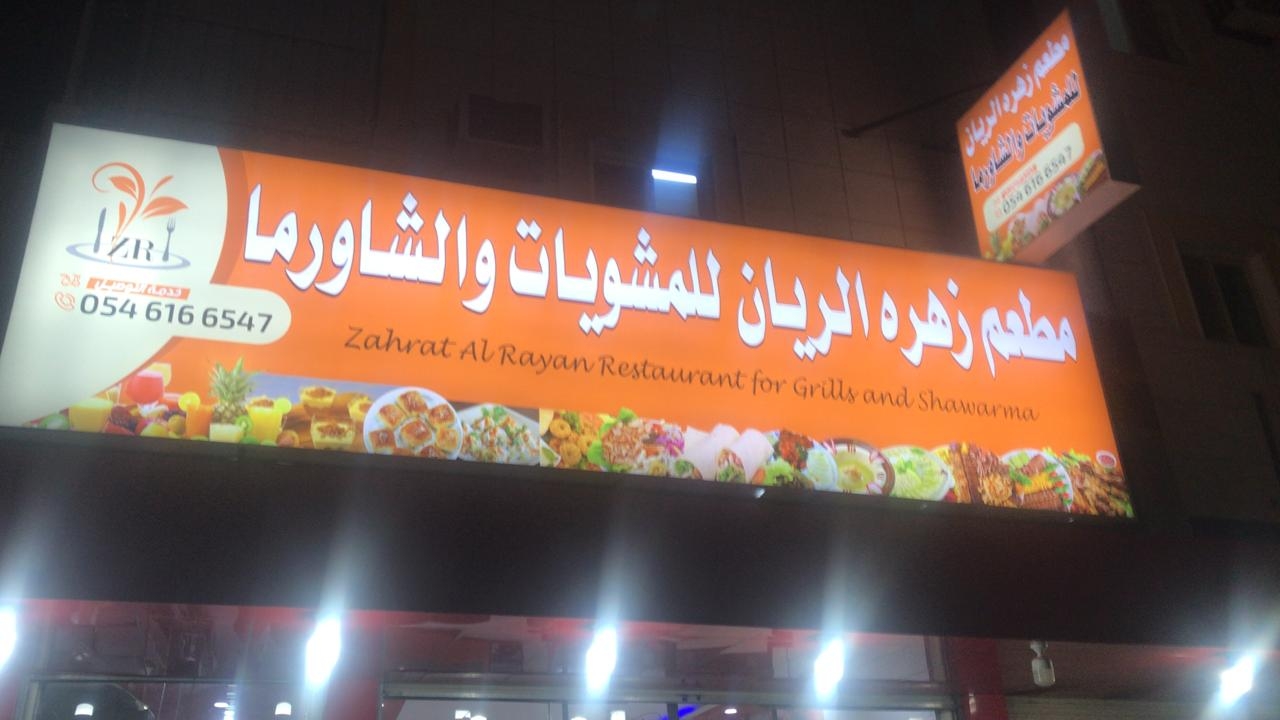 مطعم زهره الريان للمشويات والشاورما
Zahrat Al Rayan Restaurant for Grills and Shawarma
ZR
خدمة التوصيل
054 616 6547
مطعم زهره الريان
للمشويات والشاورما
054 616 6547